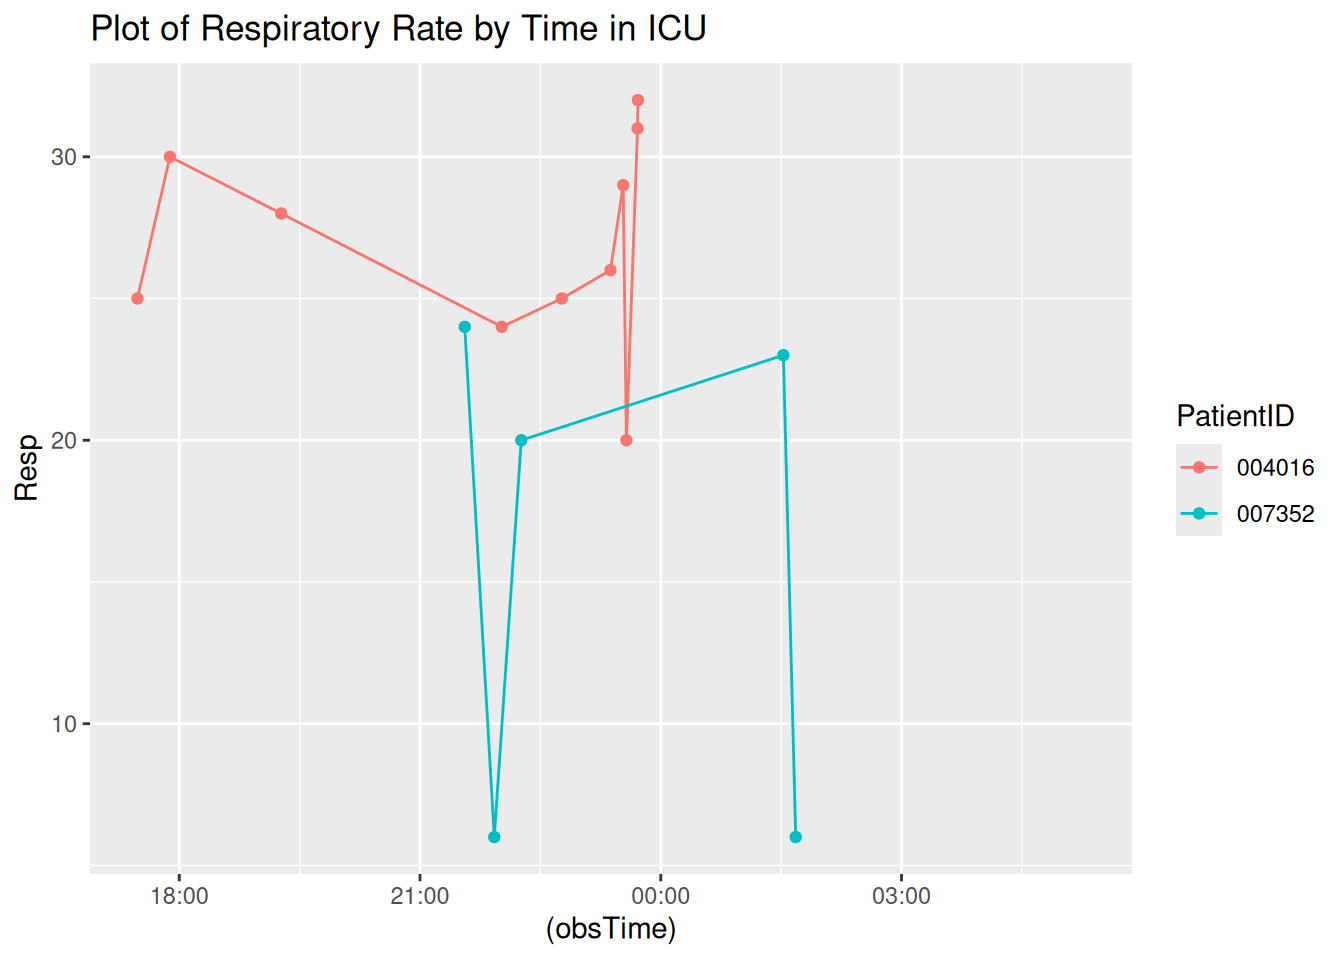 Plot of Respiratory Rate by Time in ICU
Resp
30
20
10
18:00
21:00
00:00
03:00
(obsTime)
PatientID
004016
007352